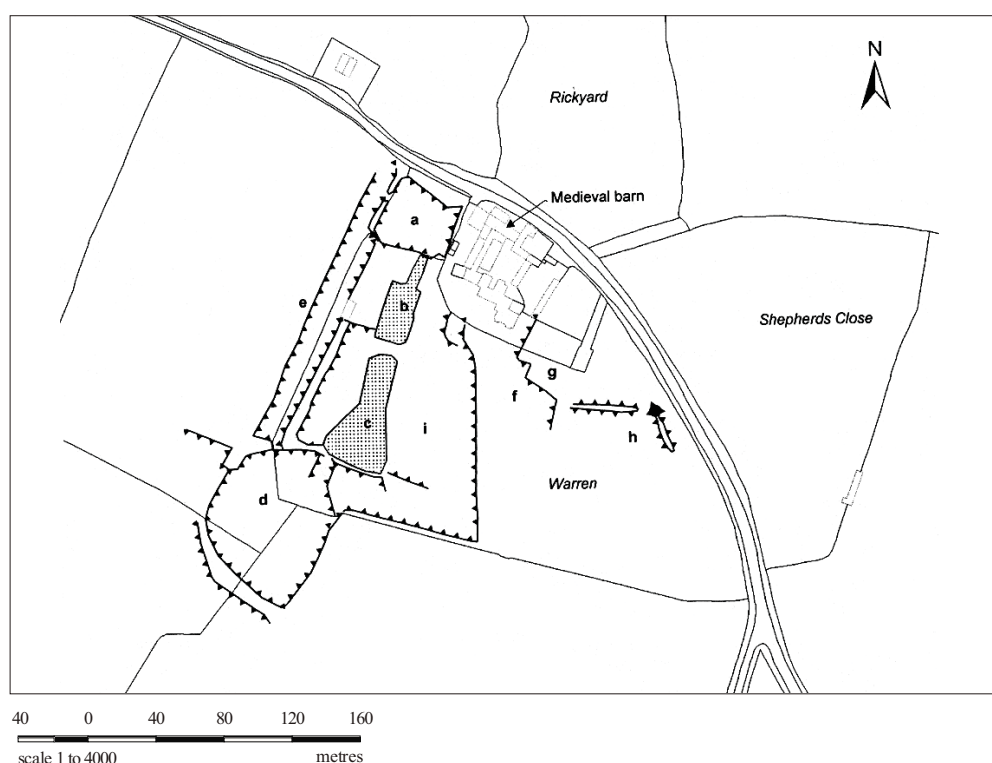 N
Rickyard
Medieval barn
a
b
e
Shepherds Close
g
f
c
i
h
Warren
d
40 0 40 80 120 160
scale 1 to 4000 metres